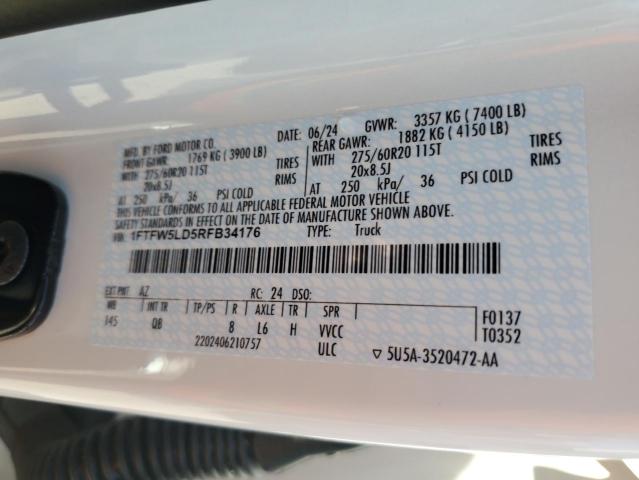 MFD. BY FORD MOTOR CO.
DATE: 06/24 GVWR: 3357 KG ( 7400 LB)
FRONT GAWR: 1769 KG ( 3900 LB)
REAR GAWR: 1882 KG ( 4150 LB)
WITH 275/60R20 115T TIRES
WITH 275/60R20 115T TIRES
20x8.5J RIMS
20x8.5J RIMS
AT 250 kPa/ 36 PSI COLD
AT 250 kPa/ 36 PSI COLD
THIS VEHICLE CONFORMS TO ALL APPLICABLE FEDERAL MOTOR VEHICLE
SAFETY STANDARDS IN EFFECT ON THE DATE OF MANUFACTURE SHOWN ABOVE.
VIN: 1FTFW5LD5RFB34176 TYPE: Truck
EXT PNT: AZ RC: 24 DSO:
WB INT TR TP/PS R AXLE TR SPR
145 QB 8 L6 H VVCC
F0137
T0352
2202406210757 ULC
5U5A-3520472-AA